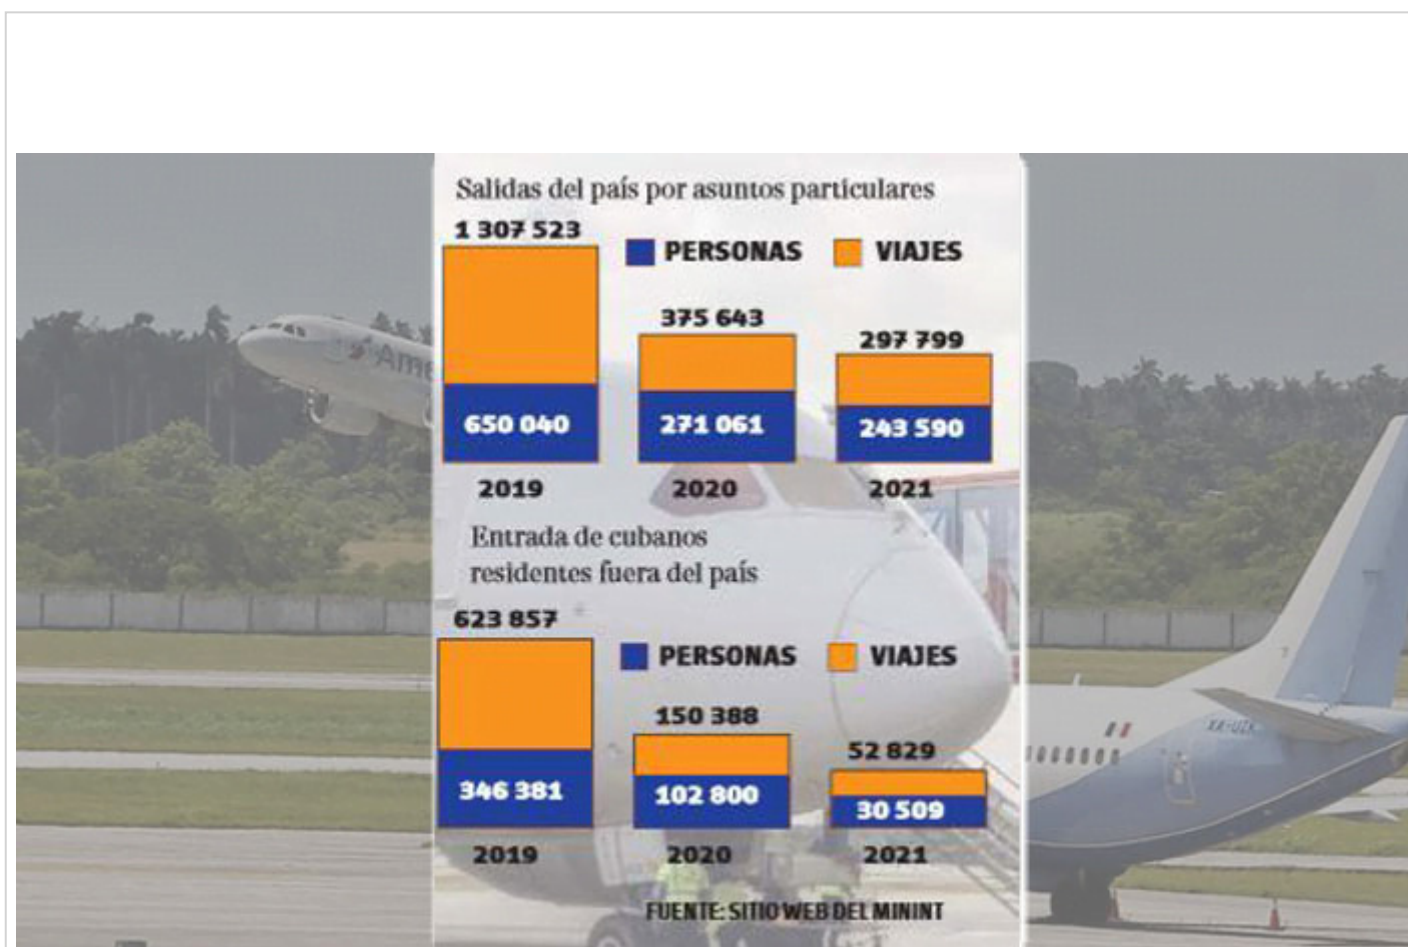 Salidas del país por asuntos particulares
1 307 523
PERSONAS VIAJES
375 643
297 799
650 040
271 061
243 590
2019 2020 2021
Entrada de cubanos
residentes fuera del país
623 857
PERSONAS VIAJES
150 388
52 829
346 381
102 800
30 509
2019 2020 2021
FUENTE: SITIO WEB DEL MININT